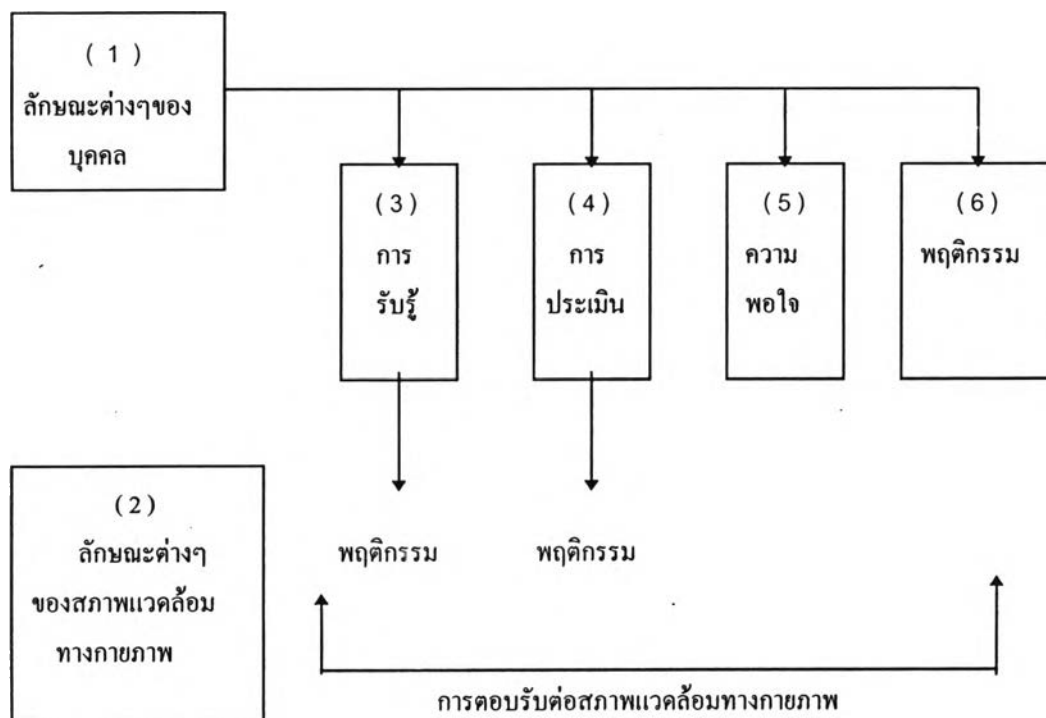 ( 1 )
ลักษณะต่างๆของ
บุคคล
( 3 )
การ
รับรู้
( 4 )
การ
ประเมิน
( 5 )
ความ
พอใจ
( 6 )
พฤติกรรม
( 2 )
ลักษณะต่างๆ
ของสภาพแวคล้อม
ทางกายภาพ
พฤติกรรม
พฤติกรรม
การตอบรับต่อสภาพแวคล้อมทางกายภาพ